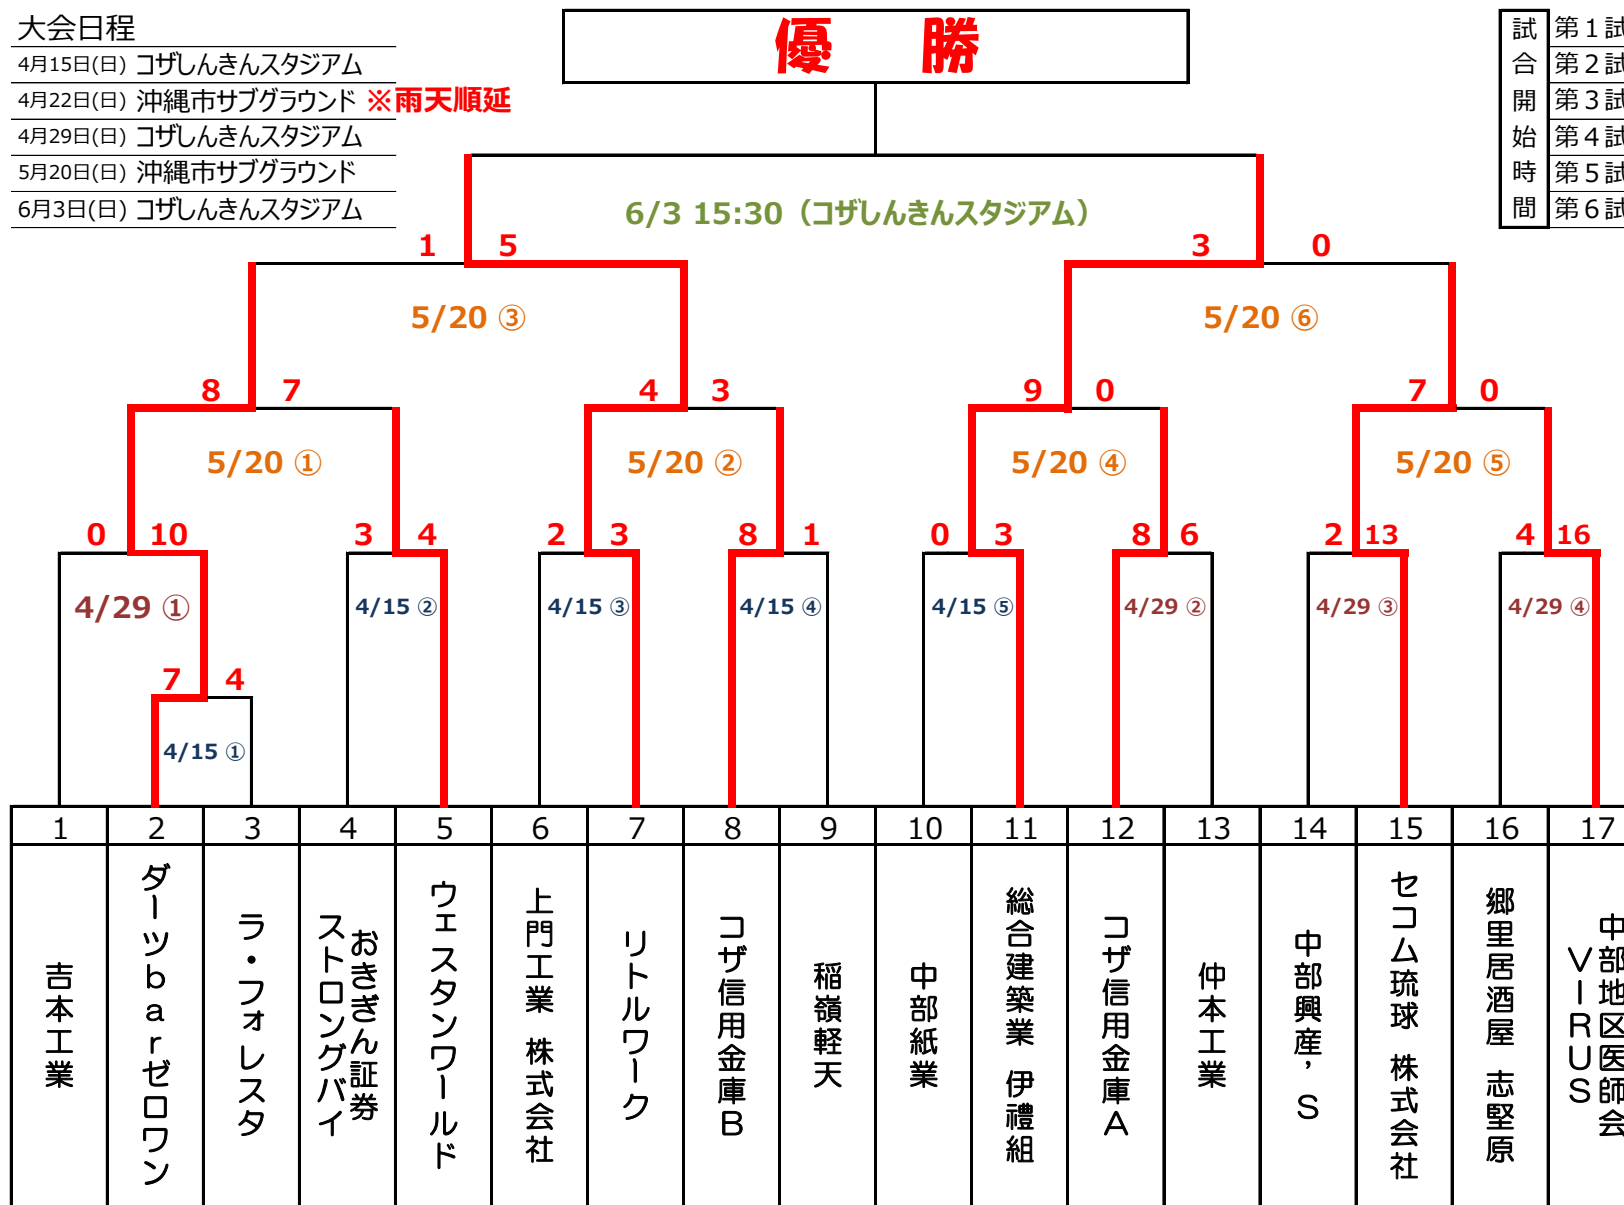 大会日程
4月15日(日) コザしんきんスタジアム
4月22日(日) 沖縄市サブグラウンド ※雨天順延
4月29日(日) コザしんきんスタジアム
5月20日(日) 沖縄市サブグラウンド
6月3日(日) コザしんきんスタジアム
優 勝
試合開始時間
第1試
第2試
第3試
第4試
第5試
第6試
6/3 15:30（コザしんきんスタジアム）
1 5 3 0
5/20 ③ 5/20 ⑥
8 7 4 3 9 0 7 0
5/20 ① 5/20 ② 5/20 ④ 5/20 ⑤
0 10 3 4 2 3 8 1 0 3 8 6 2 13 4 16
4/29 ① 4/15 ② 4/15 ③ 4/15 ④ 4/15 ⑤ 4/29 ② 4/29 ③ 4/29 ④
7 4
4/15 ①
1 2 3 4 5 6 7 8 9 10 11 12 13 14 15 16 17
吉本工業
ダーツbarゼロワン
ラ・フォレスタ
おきぎん証券
ストロングバイ
ウェスタンワールド
上門工業 株式会社
リトルワーク
コザ信用金庫B
稲嶺軽天
中部紙業
総合建築業 伊禮組
コザ信用金庫A
仲本工業
中部興産’S
セコム琉球 株式会社
郷里居酒屋 志堅原
中部地区医師会
V－RUS